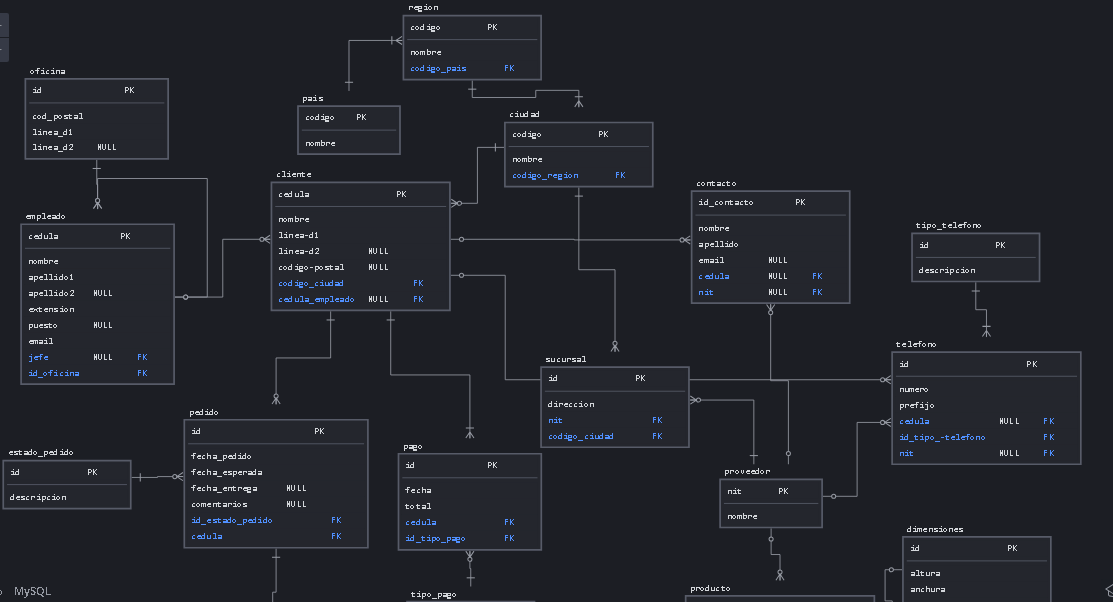 region
codigo PK
nombre
codigo_pais FK
oficina
id PK
cod_postal
linea_d1
linea_d2 NULL
pais
codigo PK
nombre
ciudad
codigo PK
nombre
codigo_region FK
cliente
cedula PK
nombre
linea-d1
linea-d2 NULL
codigo-postal NULL
codigo_ciudad FK
cedula_empleado NULL FK
contacto
id_contacto PK
nombre
apellido
email NULL
cedula NULL FK
nit NULL FK
tipo_telefono
id PK
descripcion
empleado
cedula PK
nombre
apellido1
apellido2 NULL
extension
puesto NULL
email
jefe NULL FK
id_oficina FK
sucursal
id PK
direccion
nit FK
codigo_ciudad FK
telefono
id PK
numero
prefijo
cedula NULL FK
id_tipo_-telefono FK
nit NULL FK
pedido
id PK
fecha_pedido
fecha_esperada
fecha_entrega NULL
comentarios NULL
id_estado_pedido FK
cedula FK
estado_pedido
id PK
descripcion
pago
id PK
fecha
total
cedula FK
id_tipo_pago FK
proveedor
nit PK
nombre
dimensiones
id PK
altura
anchura
producto
tipo_pago
MySQL